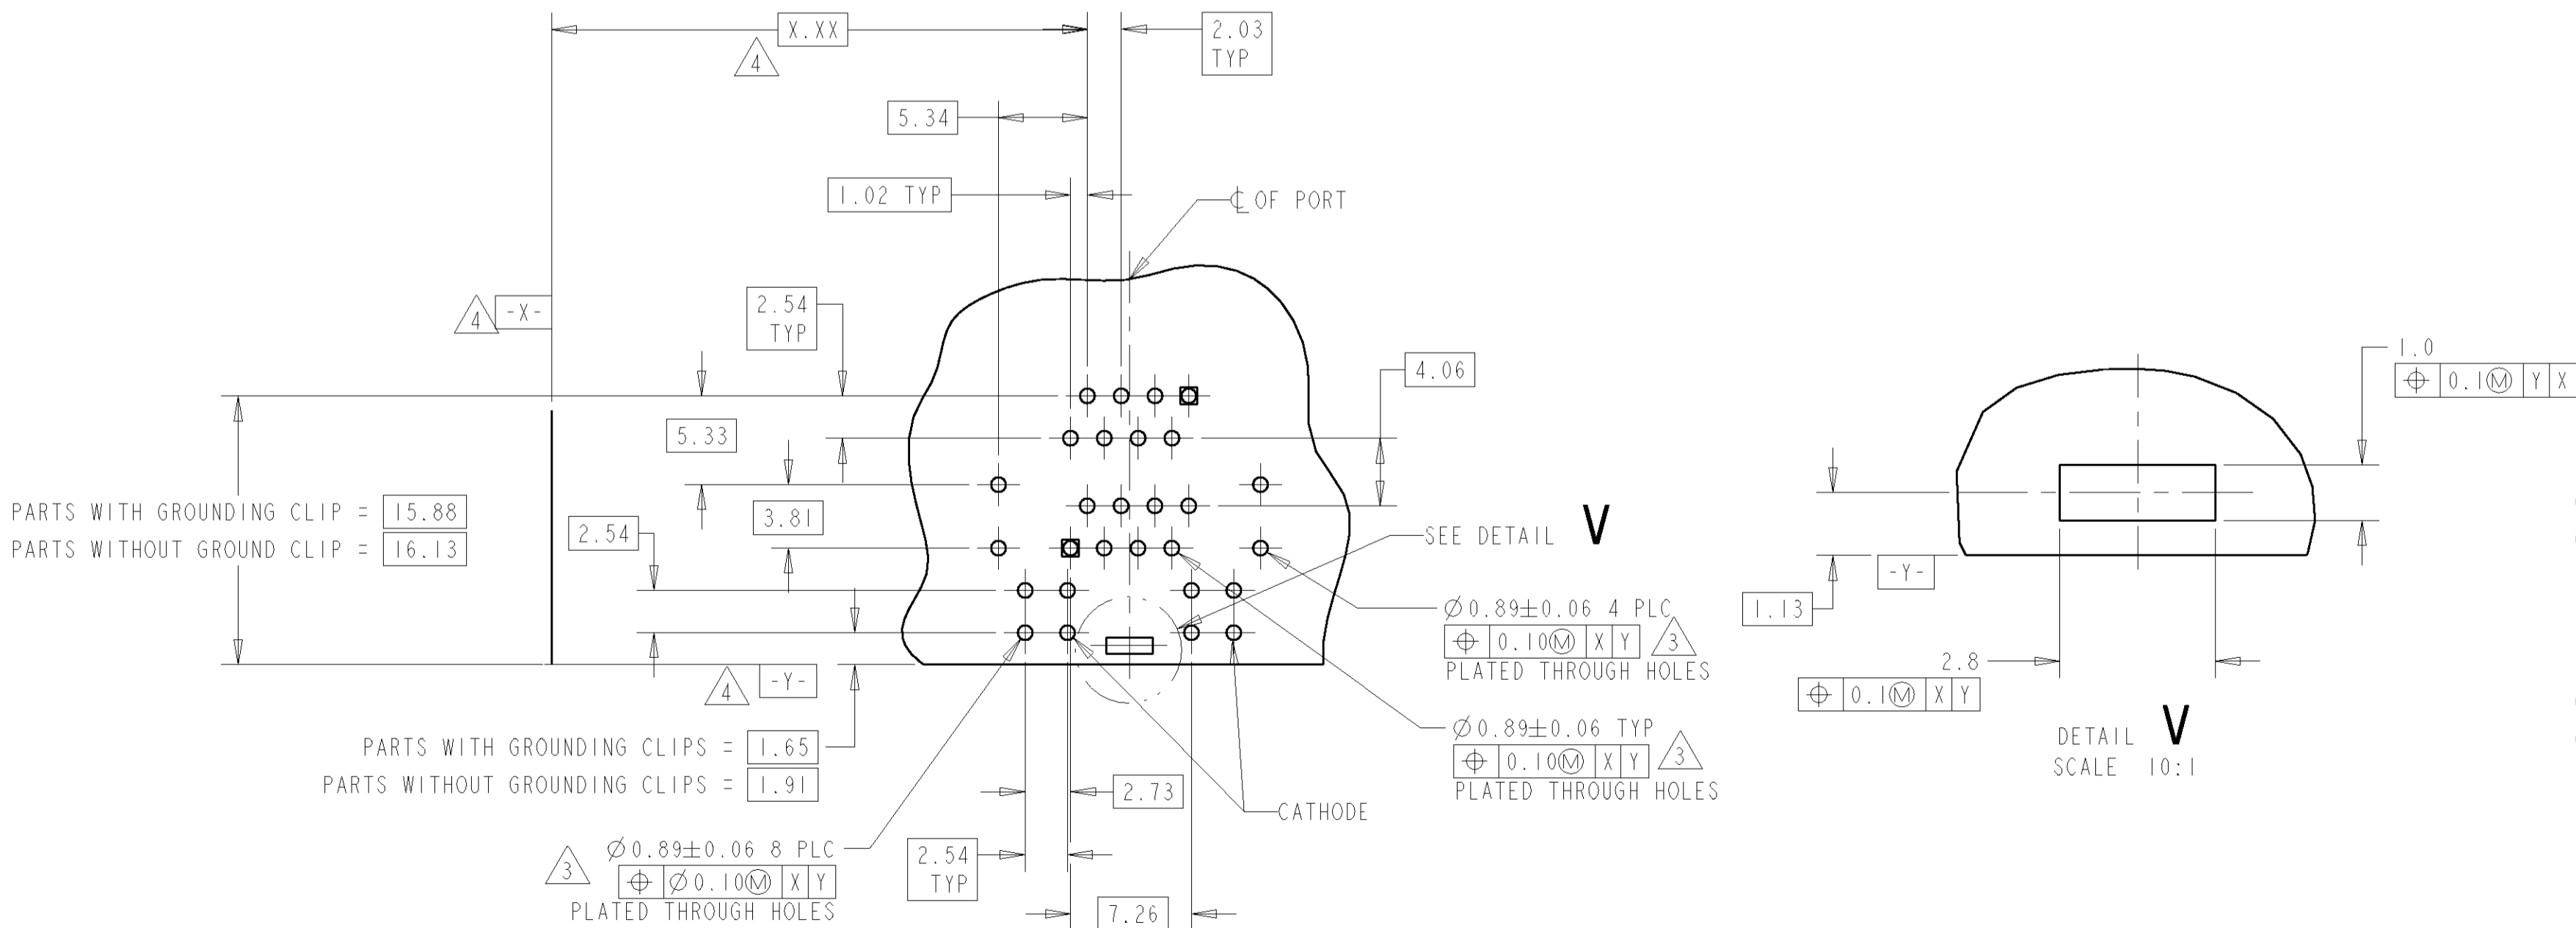 X.XX
4
2.03
TYP
5.34
1.02 TYP
℄ OF PORT
4
-X-
2.54
TYP
4.06
5.33
3.81
2.54
PARTS WITH GROUNDING CLIP = 15.88
PARTS WITHOUT GROUND CLIP = 16.13
SEE DETAIL V
Ø0.89±0.06 4 PLC
⌖ 0.10Ⓜ X Y 3
PLATED THROUGH HOLES
4
-Y-
PARTS WITH GROUNDING CLIPS = 1.65
PARTS WITHOUT GROUNDING CLIPS = 1.91
Ø0.89±0.06 TYP
⌖ 0.10Ⓜ X Y 3
PLATED THROUGH HOLES
2.73
CATHODE
3
Ø0.89±0.06 8 PLC
⌖ Ø0.10Ⓜ X Y
PLATED THROUGH HOLES
2.54
TYP
7.26
1.0
⌖ 0.1Ⓜ Y X
-Y-
1.13
2.8
⌖ 0.1Ⓜ X Y
DETAIL V
SCALE 10:1